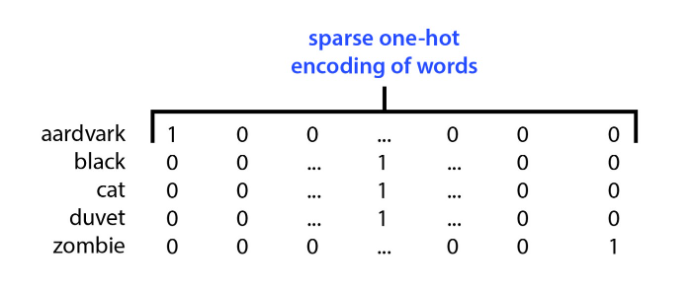 sparse one-hot
encoding of words
aardvark 1 0 0 ... 0 0 0
black 0 0 ... 1 ... 0 0
cat 0 0 ... 1 ... 0 0
duvet 0 0 ... 1 ... 0 0
zombie 0 0 0 ... 0 0 1